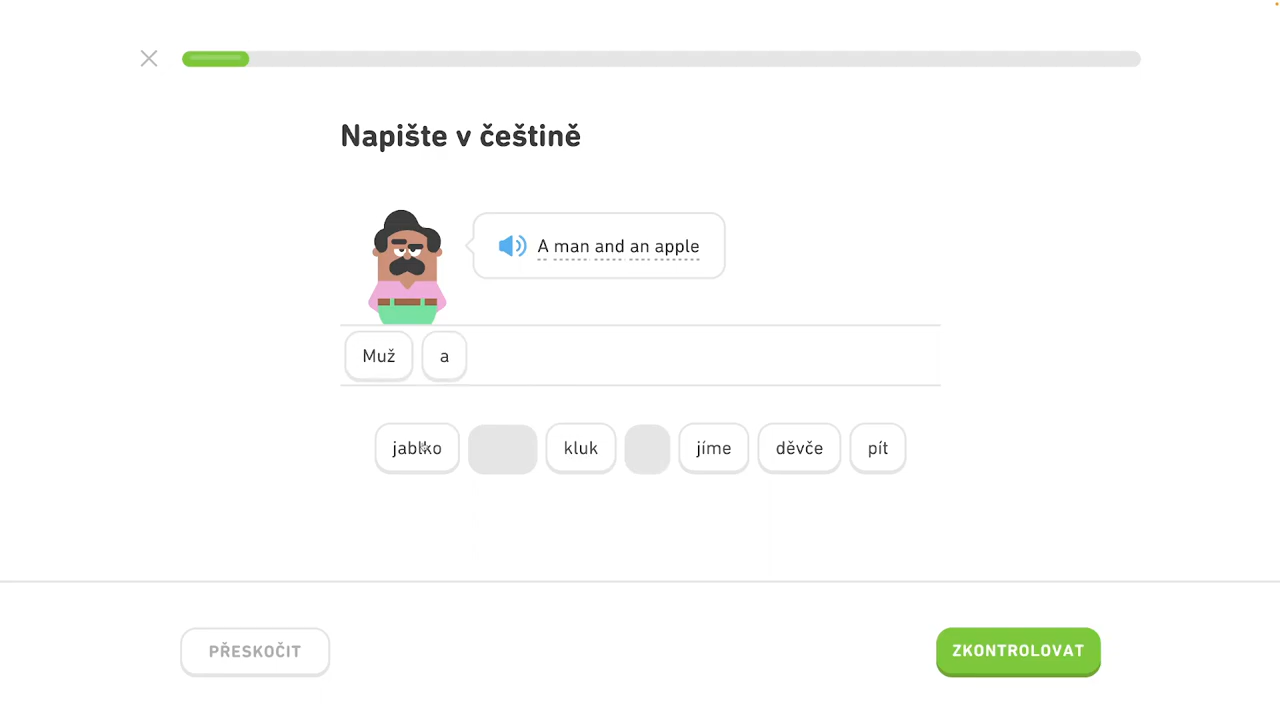 Napište v češtině
A man and an apple
Muž a
jablko kluk jíme děvče pít
PŘESKOČIT ZKONTROLOVAT